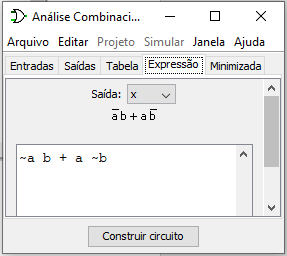 Análise Combinaci...
Arquivo Editar Projeto Simular Janela Ajuda
Entradas Saídas Tabela Expressão Minimizada
Saída: x
a̅ b + a b̅
~a b + a ~b
Construir circuito